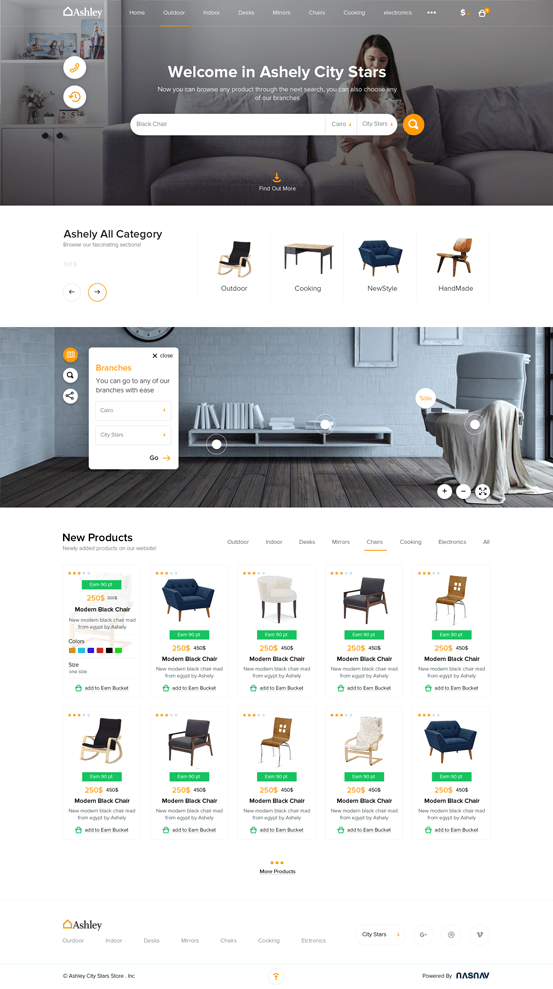 Ashley
Home Outdoor Indoor Desks Mirrors Chairs Cooking electronics ••• $
Welcome in Ashely City Stars
Now you can browse any product through the next search, you can also choose any
of our branches
Black Chair Cairo City Stars
Find Out More
Ashely All Category
Browse our fascinating sections!
Outdoor Cooking NewStyle HandMade
close
Branches
You can go to any of our
branches with ease
Cairo
City Stars
Go
Sale
New Products
Newly added products on our website!
Outdoor Indoor Desks Mirrors Chairs Cooking Electronics All
Earn 90 pt
250$
Modern Black Chair
New modern black chair mad
from egypt by Ashely
Colors
Size
one size
add to Earn Bucket
Earn 90 pt
250$ 450$
Modern Black Chair
New modern black chair mad
from egypt by Ashely
add to Earn Bucket
Earn 90 pt
250$ 450$
Modern Black Chair
New modern black chair mad
from egypt by Ashely
add to Earn Bucket
Earn 90 pt
250$ 450$
Modern Black Chair
New modern black chair mad
from egypt by Ashely
add to Earn Bucket
Earn 90 pt
250$ 450$
Modern Black Chair
New modern black chair mad
from egypt by Ashely
add to Earn Bucket
Earn 90 pt
250$ 450$
Modern Black Chair
New modern black chair mad
from egypt by Ashely
add to Earn Bucket
Earn 90 pt
250$ 450$
Modern Black Chair
New modern black chair mad
from egypt by Ashely
add to Earn Bucket
Earn 90 pt
250$ 450$
Modern Black Chair
New modern black chair mad
from egypt by Ashely
add to Earn Bucket
Earn 90 pt
250$ 450$
Modern Black Chair
New modern black chair mad
from egypt by Ashely
add to Earn Bucket
Earn 90 pt
250$ 450$
Modern Black Chair
New modern black chair mad
from egypt by Ashely
add to Earn Bucket
More Products
Ashley
Outdoor Indoor Desks Mirrors Chairs Cooking Elctronics
City Stars G+
© Ashley City Stars Store . Inc
Powered By NASNAV